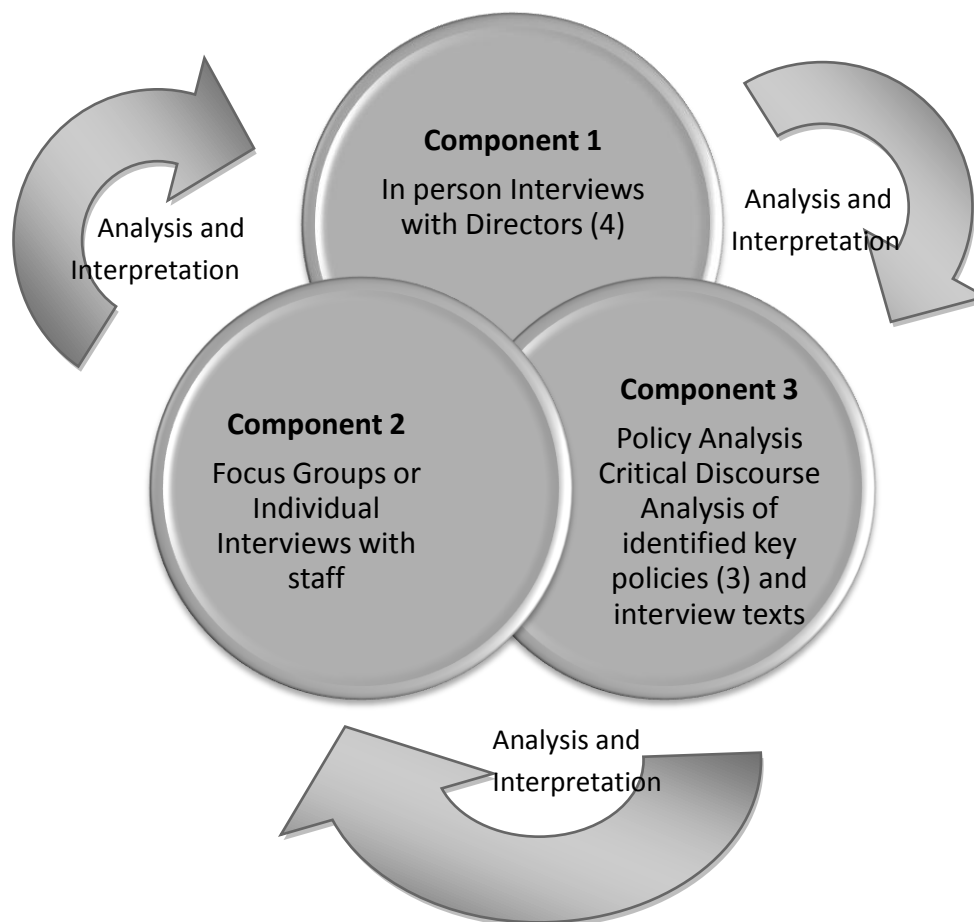 Component 1
In person Interviews
with Directors (4)
Analysis and
Interpretation
Analysis and
Interpretation
Component 2
Focus Groups or
Individual
Interviews with
staff
Component 3
Policy Analysis
Critical Discourse
Analysis of
identified key
policies (3) and
interview texts
Analysis and
Interpretation